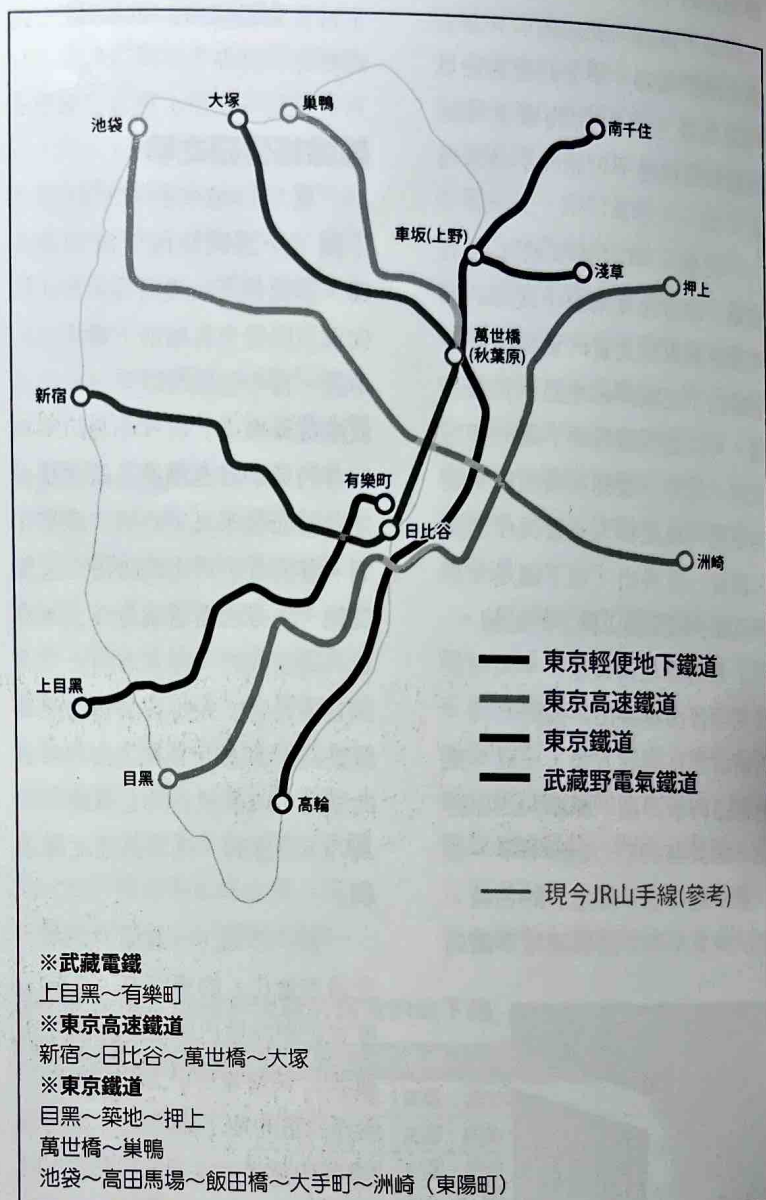 池袋
大塚
巢鴨
南千住
車坂(上野)
淺草
押上
萬世橋
(秋葉原)
新宿
有樂町
日比谷
洲崎
上目黑
目黑
高輪
東京輕便地下鐵道
東京高速鐵道
東京鐵道
武藏野電氣鐵道
現今JR山手線(參考)
※武藏電鐵
上目黑～有樂町
※東京高速鐵道
新宿～日比谷～萬世橋～大塚
※東京鐵道
目黑～築地～押上
萬世橋～巢鴨
池袋～高田馬場～飯田橋～大手町～洲崎（東陽町）